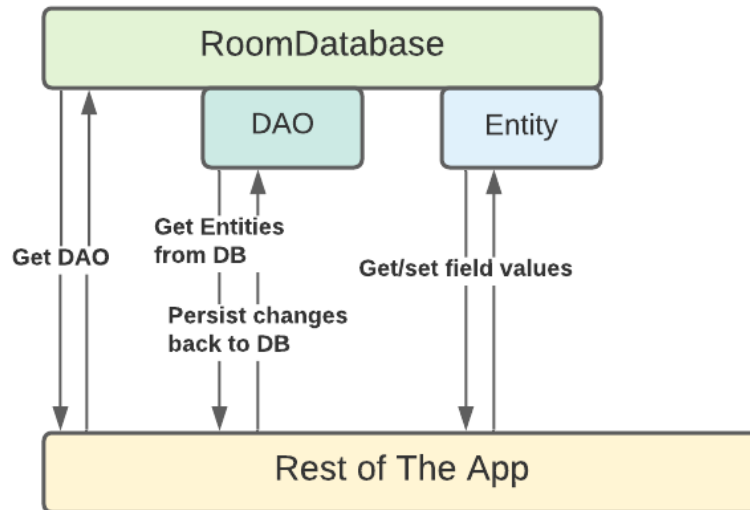 RoomDatabase
DAO
Entity
Get Entities
from DB
Get DAO
Get/set field values
Persist changes
back to DB
Rest of The App